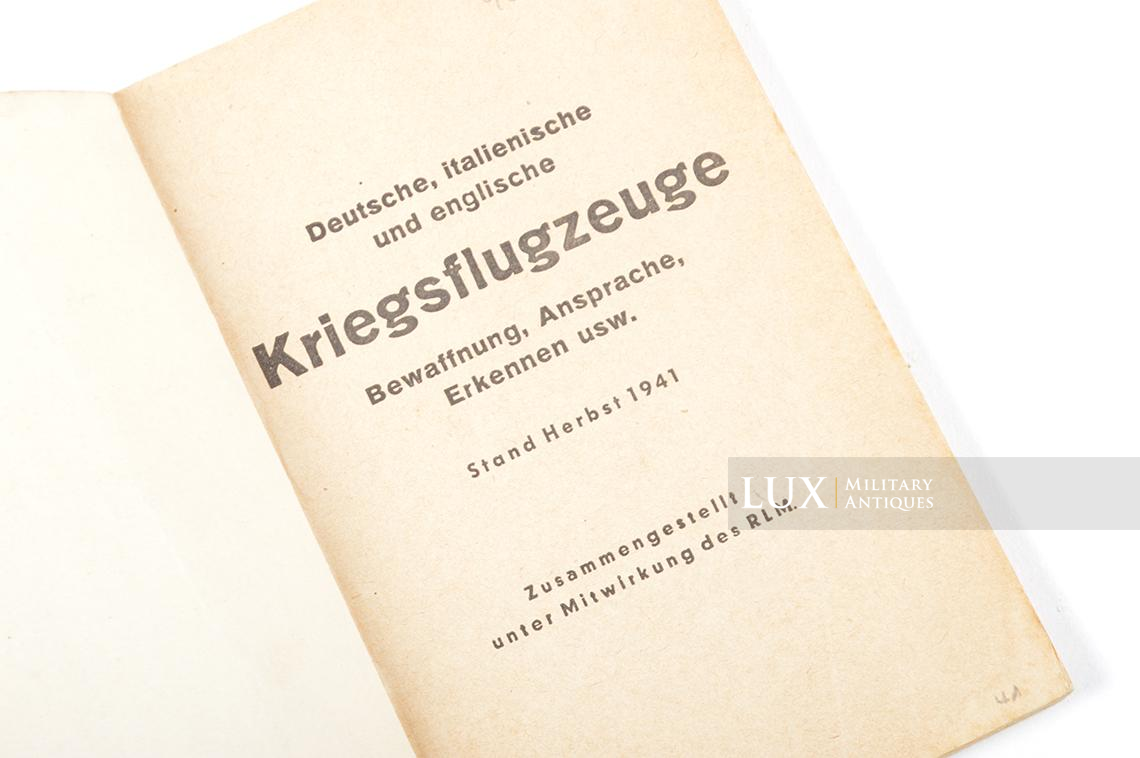 Deutsche, italienische
und englische
Kriegsflugzeuge
Bewaffnung, Ansprache,
Erkennen usw.
Stand Herbst 1941
Zusammengestellt
unter Mitwirkung des RLM.
LUX
MILITARY
ANTIQUES